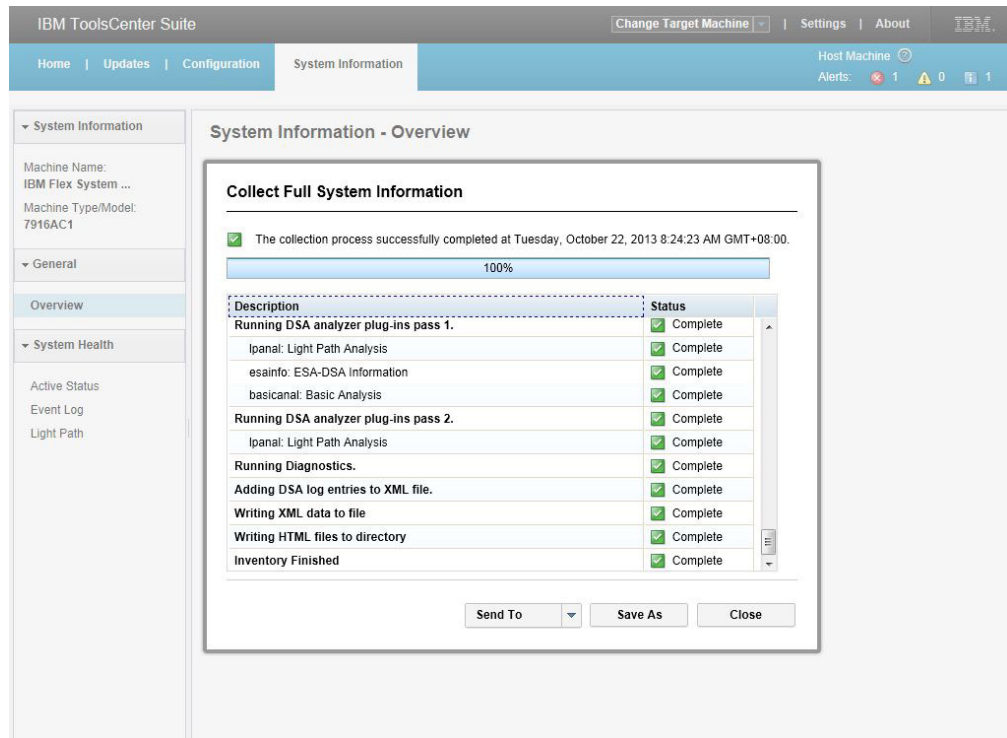 IBM ToolsCenter Suite
Change Target Machine | Settings | About
IBM.
Home | Updates | Configuration System Information
Host Machine ?
Alerts: 1 0 1
System Information
Machine Name:
IBM Flex System ...
Machine Type/Model:
7916AC1
General
Overview
System Health
Active Status
Event Log
Light Path
System Information - Overview
Collect Full System Information
The collection process successfully completed at Tuesday, October 22, 2013 8:24:23 AM GMT+08:00.
100%
Description Status
Running DSA analyzer plug-ins pass 1. Complete
lpanal: Light Path Analysis Complete
esainfo: ESA-DSA Information Complete
basicanal: Basic Analysis Complete
Running DSA analyzer plug-ins pass 2. Complete
lpanal: Light Path Analysis Complete
Running Diagnostics. Complete
Adding DSA log entries to XML file. Complete
Writing XML data to file Complete
Writing HTML files to directory Complete
Inventory Finished Complete
Send To Save As Close